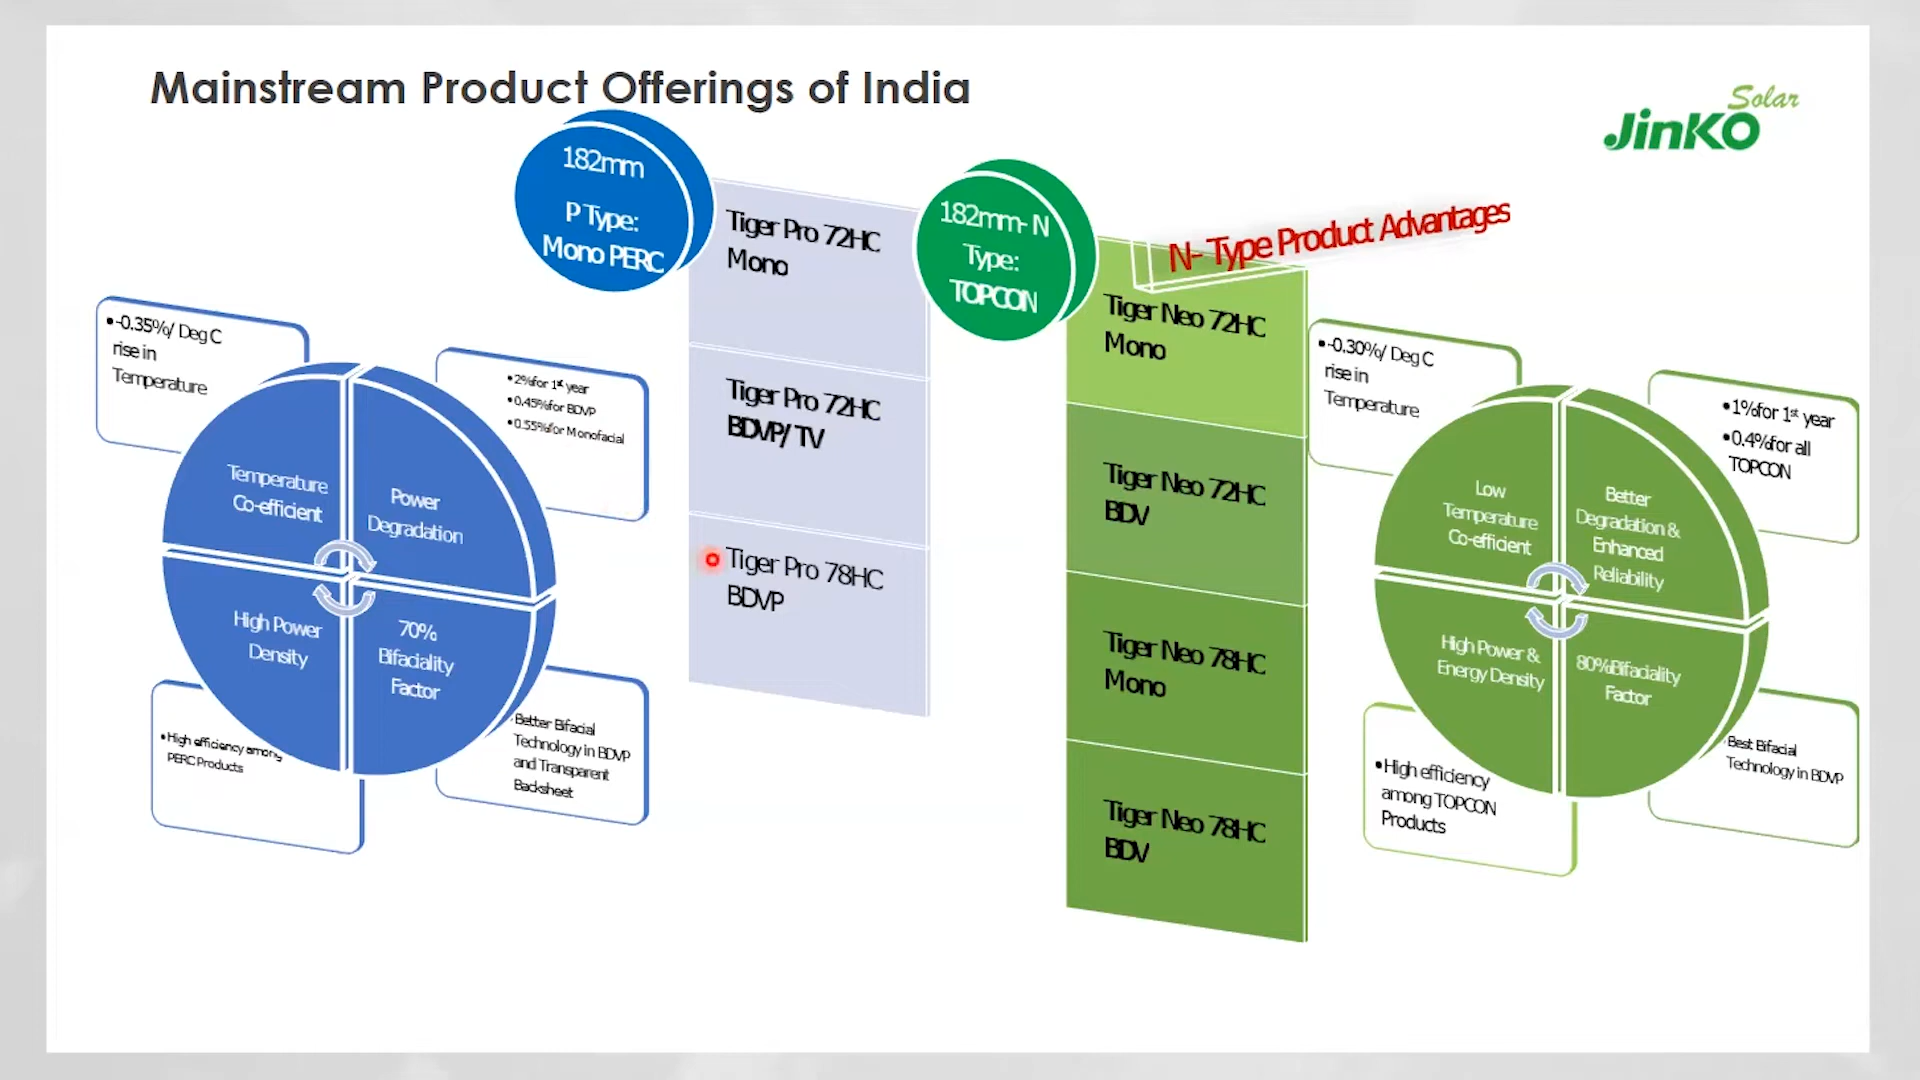 Mainstream Product Offerings of India
Solar
JinKO
182mm
P Type:
Mono PERC
Tiger Pro 72HC
Mono
Tiger Pro 72HC
BDVP/ TV
Tiger Pro 78HC
BDVP
182mm- N
Type:
TOPCON
N- Type Product Advantages
Tiger Neo 72HC
Mono
Tiger Neo 72HC
BDV
Tiger Neo 78HC
Mono
Tiger Neo 78HC
BDV
•-0.35%/ Deg C
rise in
Temperature
•2%for 1st year
•0.45%for BDVP
•0.55%for Monofacial
Temperature
Co-efficient
Power
Degradation
High Power
Density
70%
Bifaciality
Factor
•High efficiency among
PERC Products
•Better Bifacial
Technology in BDVP
and Transparent
Backsheet
•-0.30%/ Deg C
rise in
Temperature
•1%for 1st year
•0.4%for all
TOPCON
Low
Temperature
Co-efficient
Better
Degradation &
Enhanced
Reliability
High Power &
Energy Density
80%Bifaciality
Factor
•High efficiency
among TOPCON
Products
•Best Bifacial
Technology in BDVP